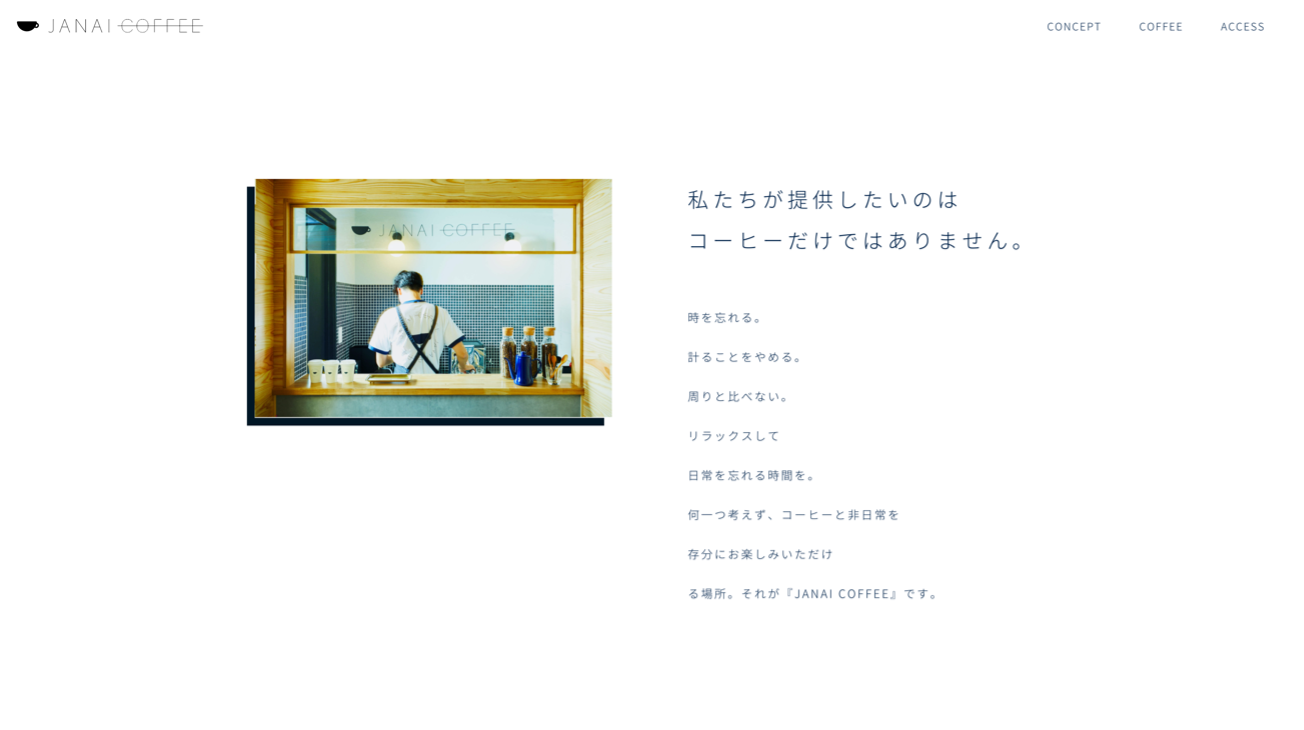 JANAI COFFEE
CONCEPT
COFFEE
ACCESS
JANAI COFFEE
私たちが提供したいのは
コーヒーだけではありません。
時を忘れる。
計ることをやめる。
周りと比べない。
リラックスして
日常を忘れる時間を。
何一つ考えず、コーヒーと非日常を
存分にお楽しみいただけ
る場所。それが『JANAI COFFEE』です。